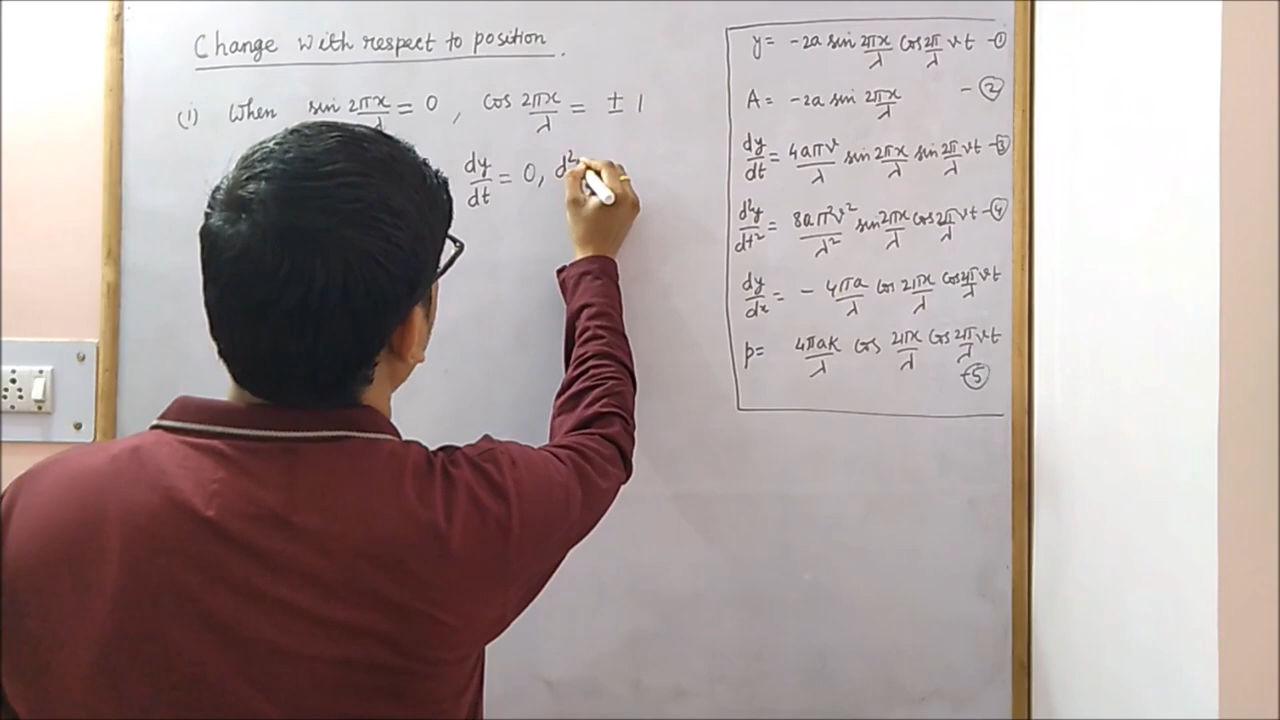 Change with respect to position.
(i) When sin 2πx/λ = 0, cos 2πx/λ = ± 1
dy/dt = 0, d²
y = -2a sin 2πx/λ cos 2π/λ vt -①
A = -2a sin 2πx/λ - ②
dy/dt = 4aπv/λ sin 2πx/λ sin 2π/λ vt -③
d²y/dt² = 8aπ²v²/λ² sin 2πx/λ cos 2π/λ vt -④
dy/dx = - 4πa/λ cos 2πx/λ cos 2π/λ vt
p = 4πaK/λ cos 2πx/λ cos 2π/λ vt
-⑤